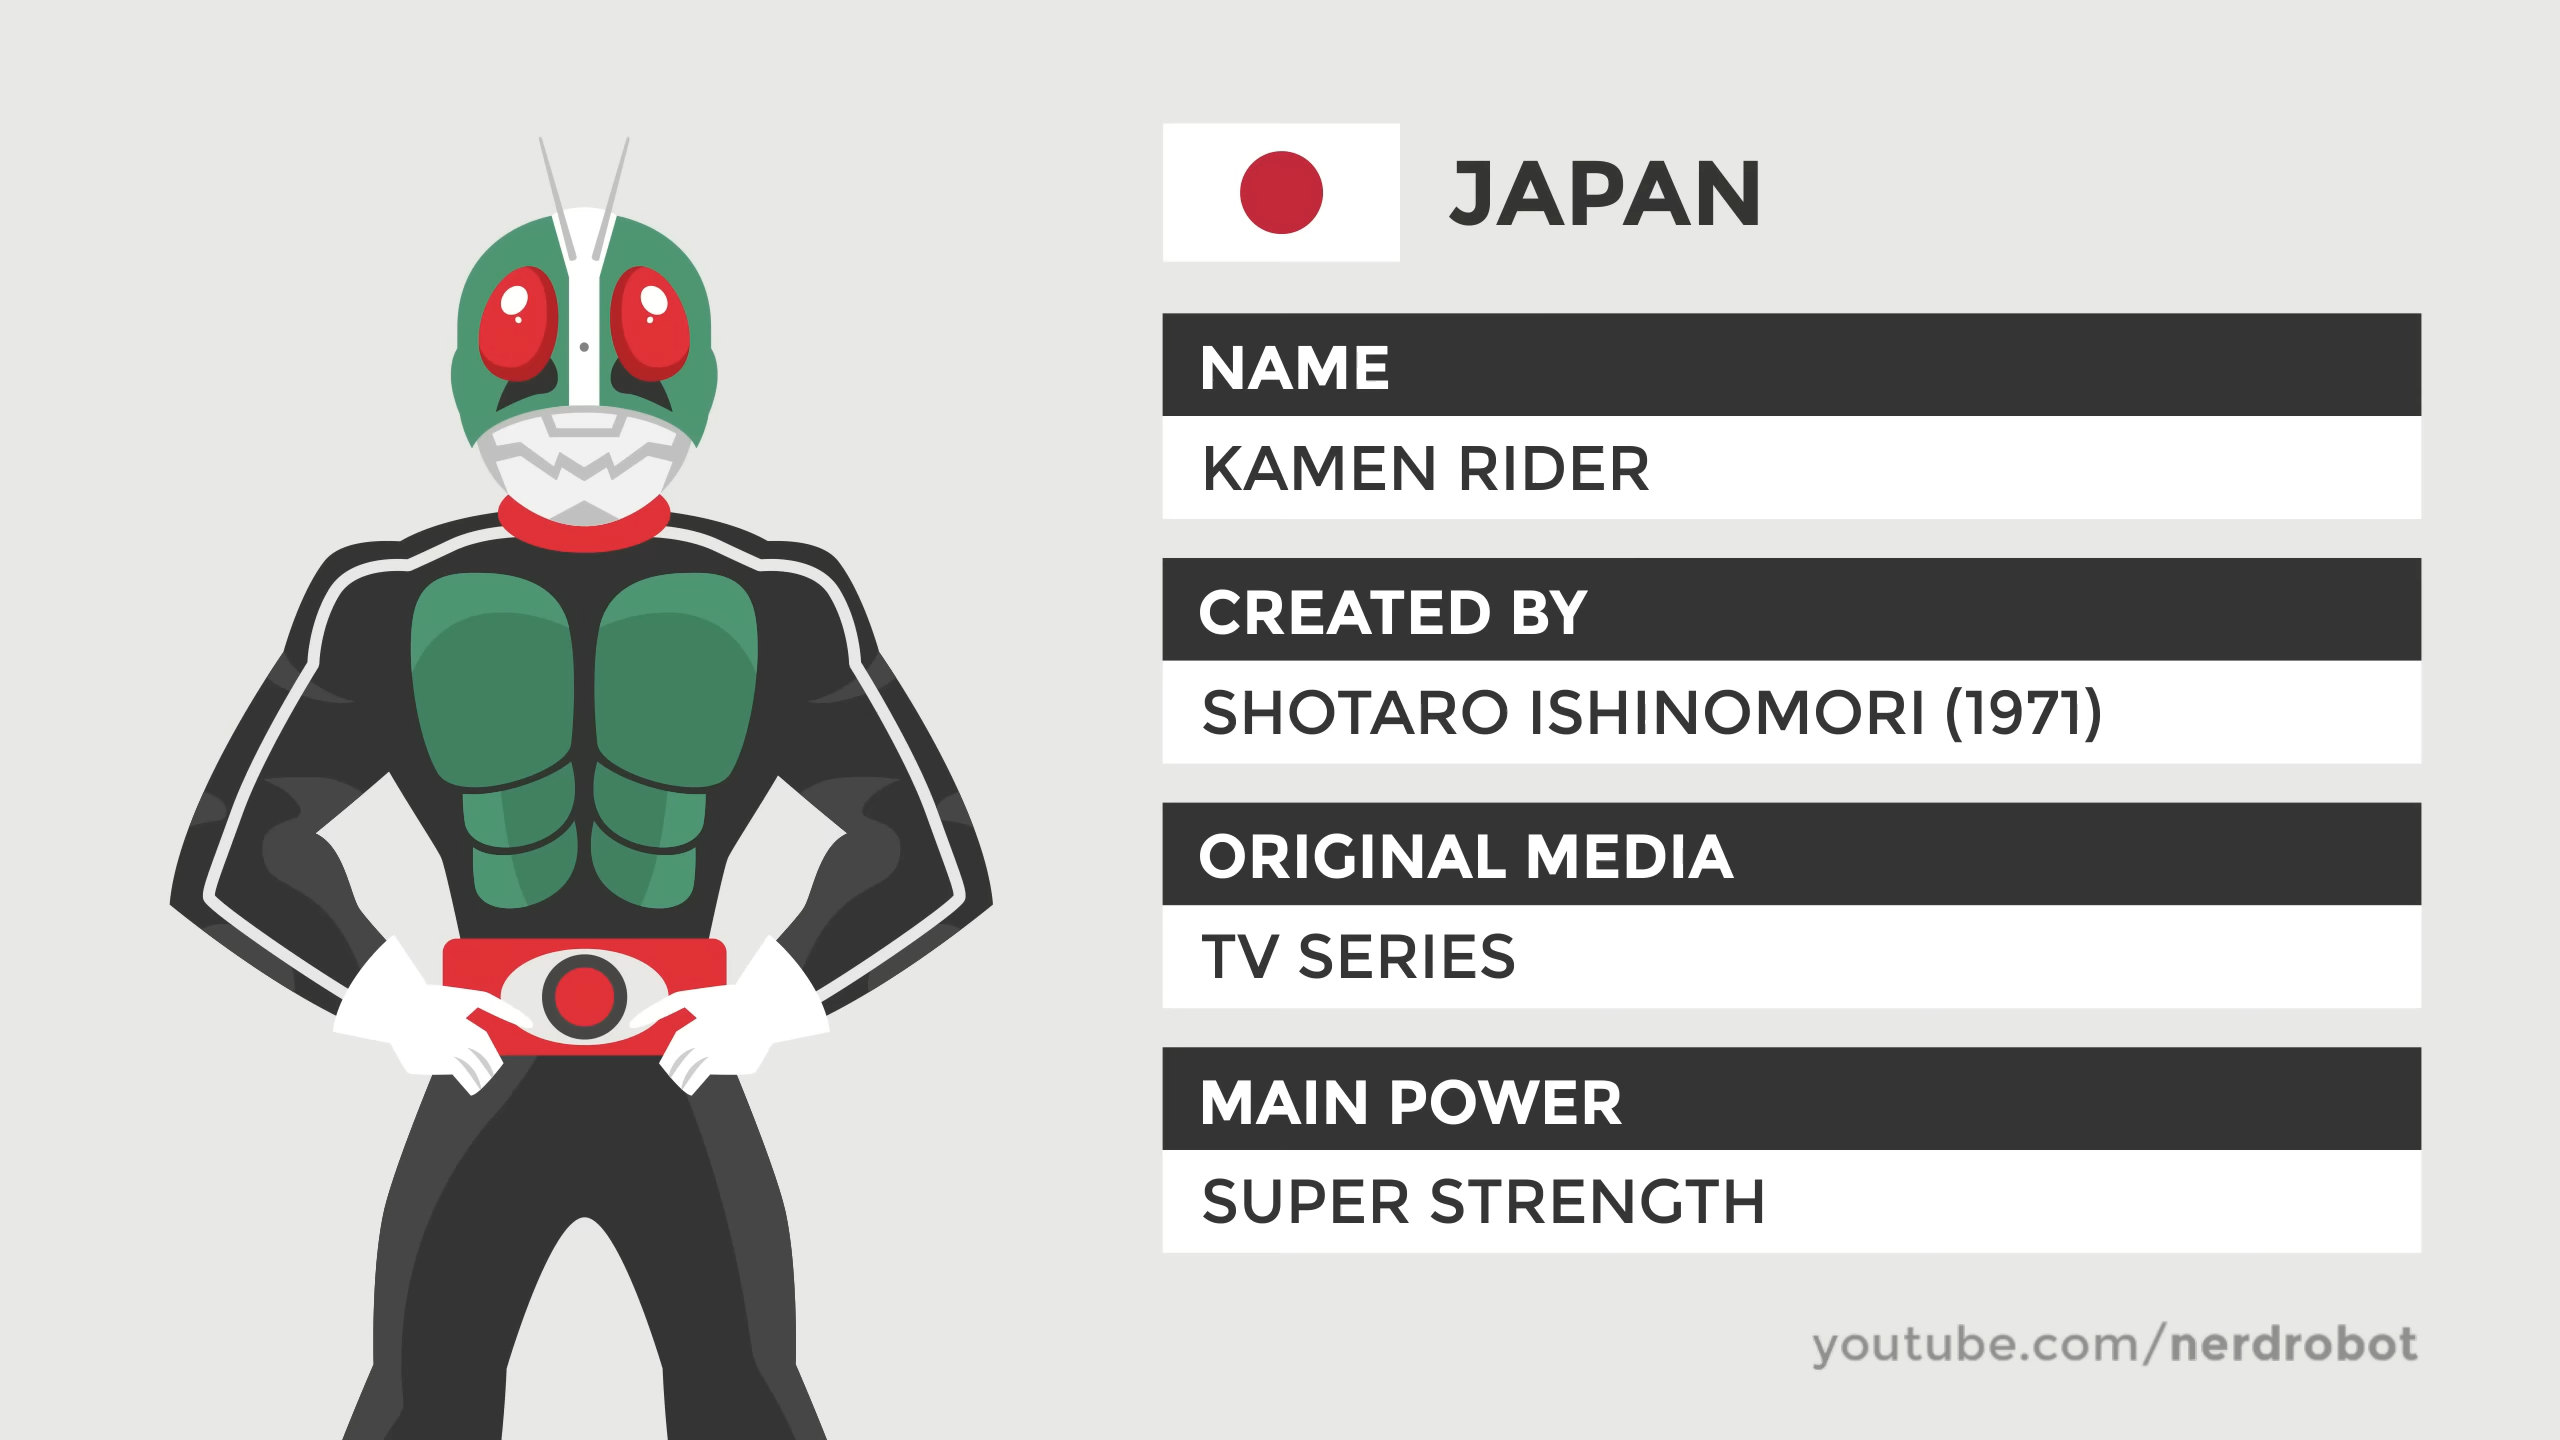 JAPAN
NAME
KAMEN RIDER
CREATED BY
SHOTARO ISHINOMORI (1971)
ORIGINAL MEDIA
TV SERIES
MAIN POWER
SUPER STRENGTH
youtube.com/nerdrobot